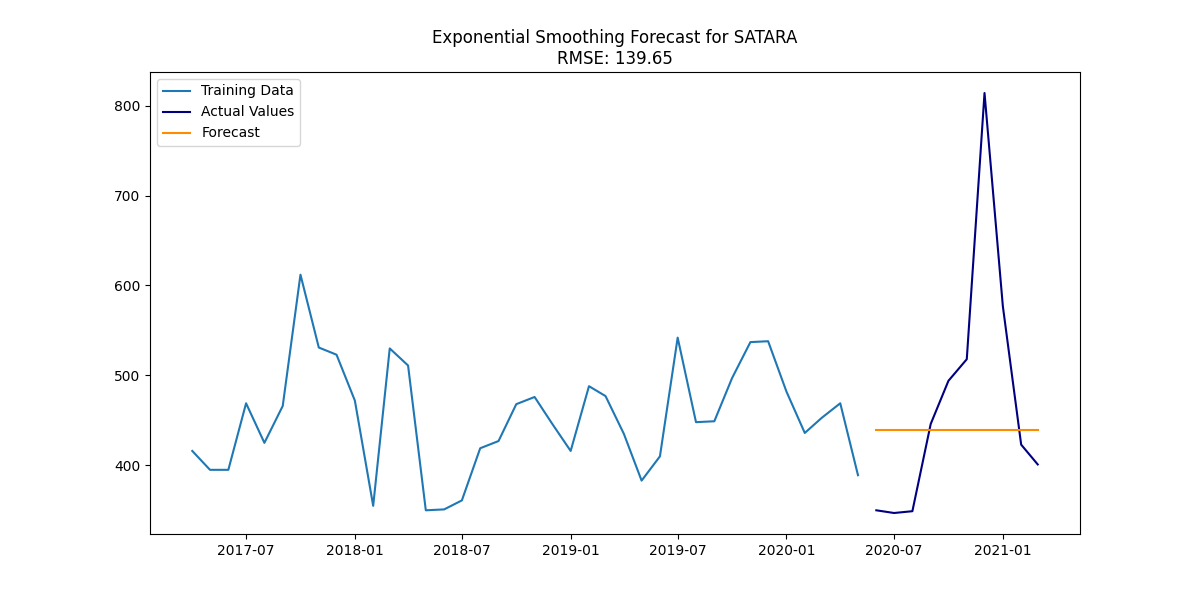 Exponential Smoothing Forecast for SATARA
RMSE: 139.65
Training Data
Actual Values
Forecast
800
700
600
500
400
2017-07
2018-01
2018-07
2019-01
2019-07
2020-01
2020-07
2021-01